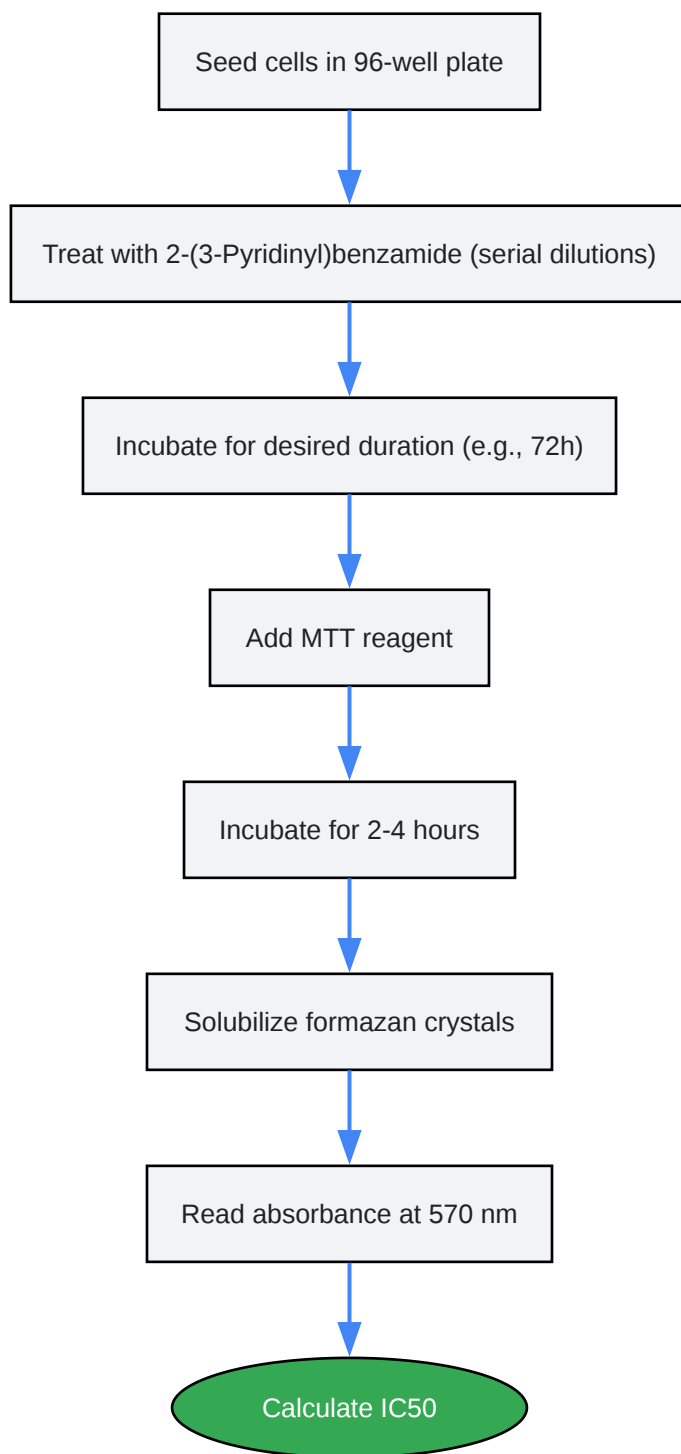 Seed cells in 96-well plate
Treat with 2-(3-Pyridinyl)benzamide (serial dilutions)
Incubate for desired duration (e.g., 72h)
Add MTT reagent
Incubate for 2-4 hours
Solubilize formazan crystals
Read absorbance at 570 nm
Calculate IC50